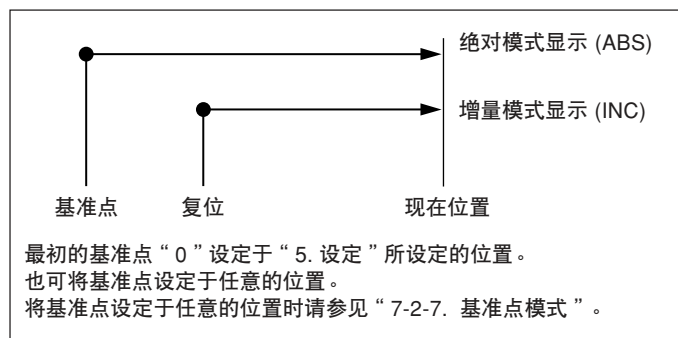 绝对模式显示 (ABS)
增量模式显示 (INC)
基准点 复位 现在位置
最初的基准点“0”设定于“5. 设定”所设定的位置。
也可将基准点设定于任意的位置。
将基准点设定于任意的位置时请参见“7-2-7. 基准点模式”。